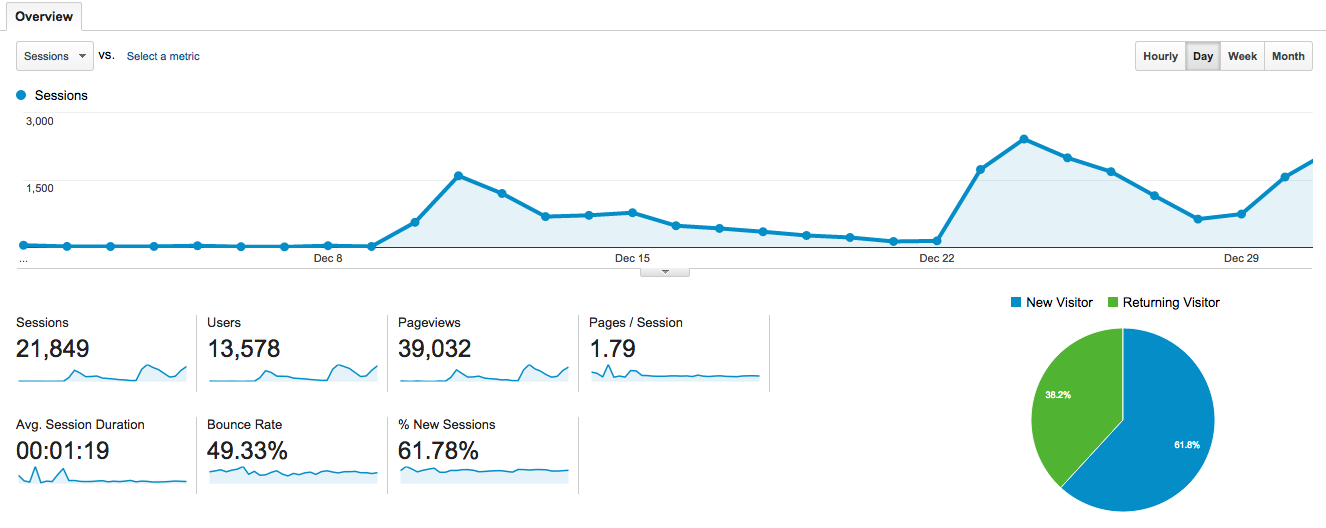 Overview
Sessions vs. Select a metric
Hourly Day Week Month
Sessions
3,000
1,500
... Dec 8 Dec 15 Dec 22 Dec 29
New Visitor Returning Visitor
Sessions Users Pageviews Pages / Session
21,849 13,578 39,032 1.79
38.2%
61.8%
Avg. Session Duration Bounce Rate % New Sessions
00:01:19 49.33% 61.78%